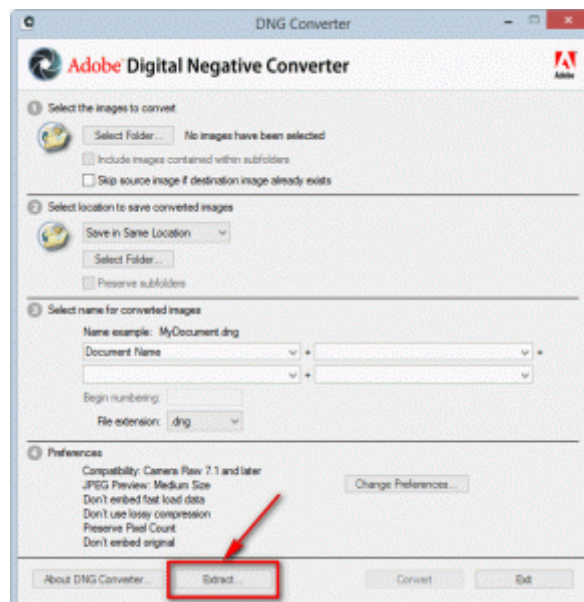 DNG Converter
Adobe Digital Negative Converter
Adobe
1 Select the images to convert
Select Folder... No images have been selected
Include images contained within subfolders
Skip source image if destination image already exists
2 Select location to save converted images
Save in Same Location
Select Folder...
Preserve subfolders
3 Select name for converted images
Name example: MyDocument.dng
Document Name + +
+
Begin numbering:
File extension: .dng
4 Preferences
Compatibility: Camera Raw 7.1 and later
JPEG Preview: Medium Size
Don't embed fast load data
Don't use lossy compression
Preserve Pixel Count
Don't embed original
Change Preferences...
About DNG Converter... Extract... Convert Exit